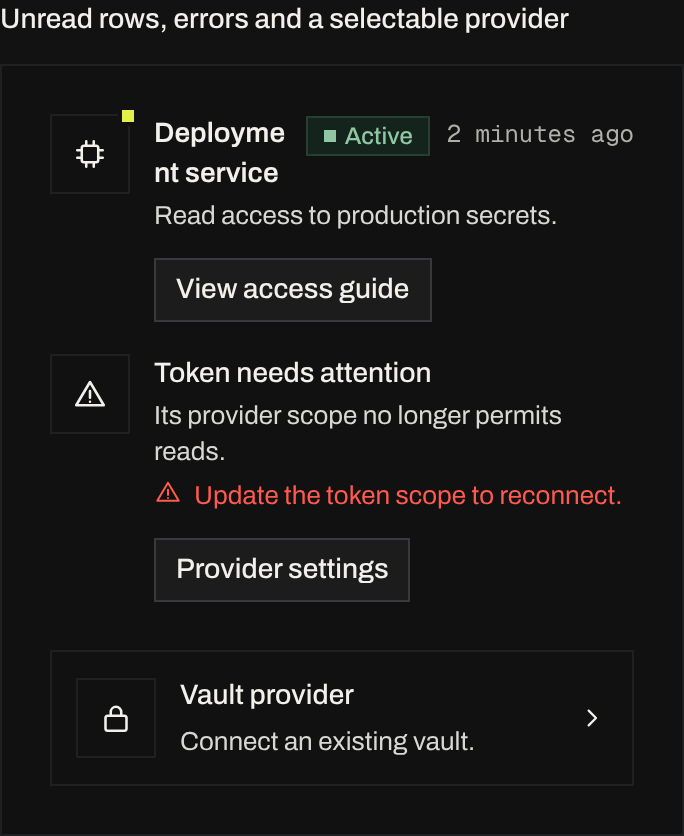 Unread rows, errors and a selectable provider
Deployme
nt service
Active
2 minutes ago
Read access to production secrets.
View access guide
Token needs attention
Its provider scope no longer permits
reads.
Update the token scope to reconnect.
Provider settings
Vault provider
Connect an existing vault.